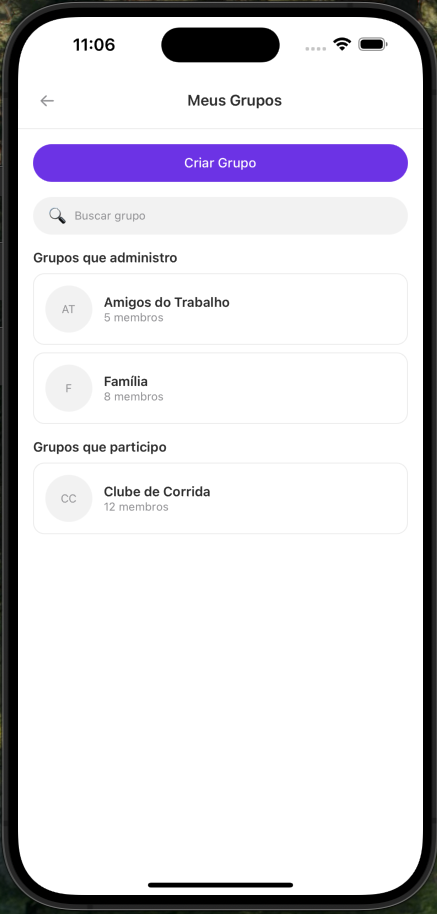 11:06
Meus Grupos
Criar Grupo
Buscar grupo
Grupos que administro
AT
Amigos do Trabalho
5 membros
F
Família
8 membros
Grupos que participo
CC
Clube de Corrida
12 membros